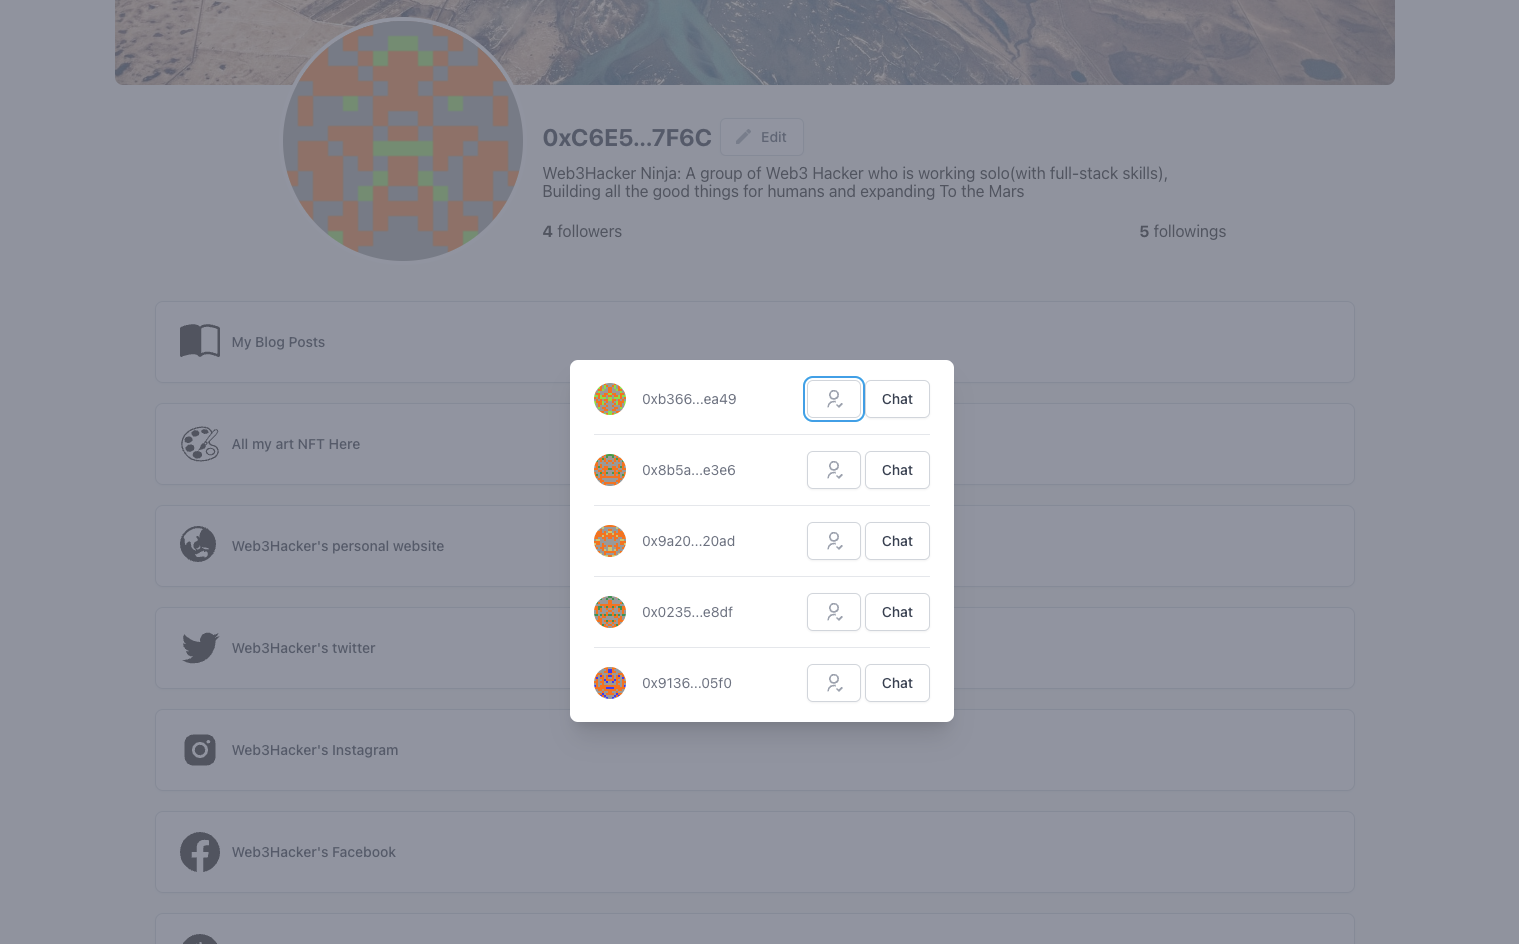 0xC6E5...7F6C
Edit
Web3Hacker Ninja: A group of Web3 Hacker who is working solo(with full-stack skills),
Building all the good things for humans and expanding To the Mars
4 followers
5 followings
My Blog Posts
All my art NFT Here
Web3Hacker's personal website
Web3Hacker's twitter
Web3Hacker's Instagram
Web3Hacker's Facebook
0xb366...ea49
Chat
0x8b5a...e3e6
Chat
0x9a20...20ad
Chat
0x0235...e8df
Chat
0x9136...05f0
Chat